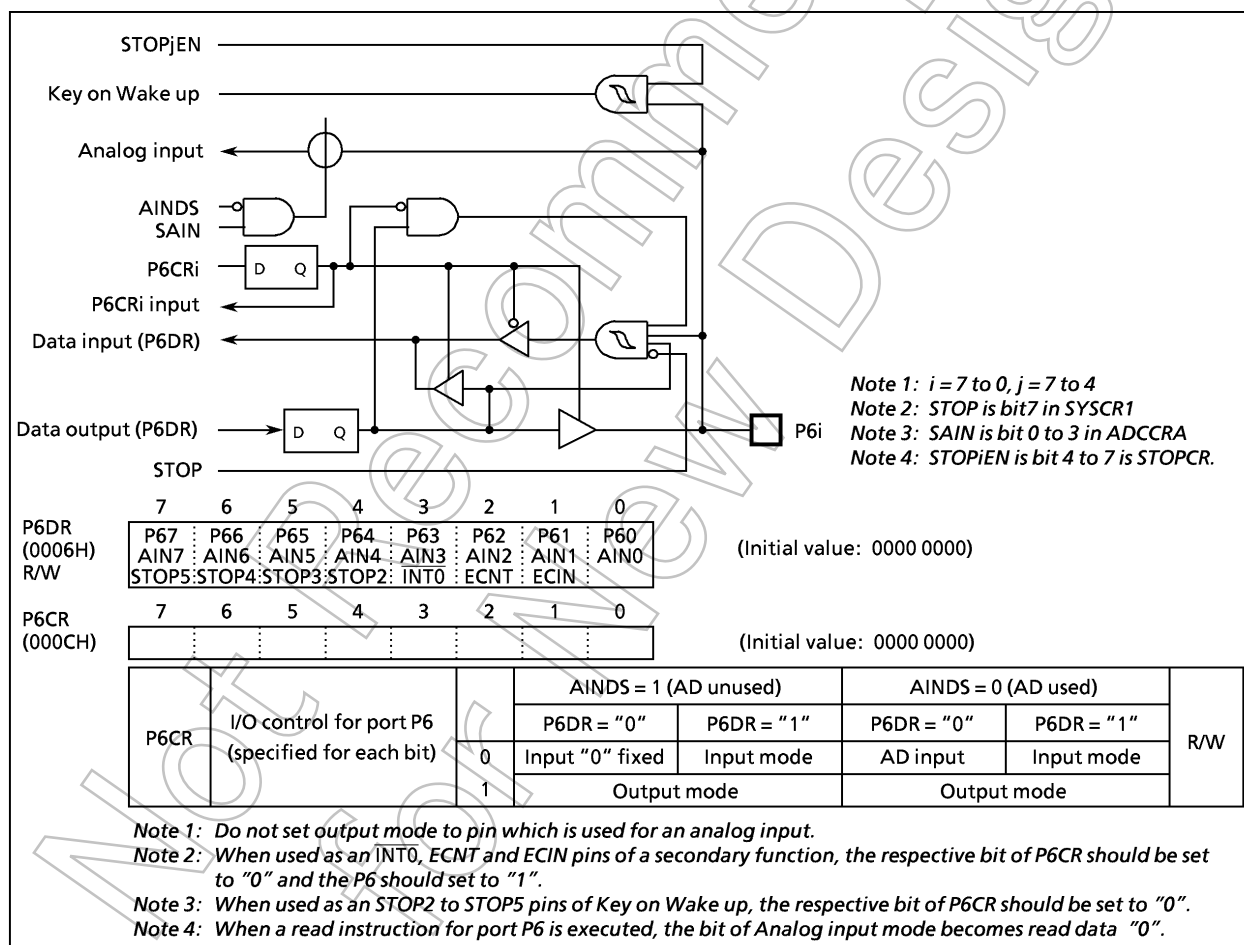 STOPjEN
Key on Wake up
Analog input
AINDS
SAIN
P6CRi
D Q
P6CRi input
Data input (P6DR)
Data output (P6DR)
D Q
STOP
P6i
Note 1: i = 7 to 0, j = 7 to 4
Note 2: STOP is bit7 in SYSCR1
Note 3: SAIN is bit 0 to 3 in ADCCRA
Note 4: STOPiEN is bit 4 to 7 is STOPCR.
P6DR
(0006H)
R/W
7 6 5 4 3 2 1 0
P67 P66 P65 P64 P63 P62 P61 P60
AIN7 AIN6 AIN5 AIN4 AIN3 AIN2 AIN1 AIN0
STOP5 STOP4 STOP3 STOP2 INT0 ECNT ECIN
(Initial value: 0000 0000)
P6CR
(000CH)
7 6 5 4 3 2 1 0
(Initial value: 0000 0000)
P6CR
I/O control for port P6
(specified for each bit)
AINDS = 1 (AD unused) AINDS = 0 (AD used)
P6DR = "0" P6DR = "1" P6DR = "0" P6DR = "1"
0 Input "0" fixed Input mode AD input Input mode
1 Output mode Output mode
R/W
Note 1: Do not set output mode to pin which is used for an analog input.
Note 2: When used as an INT0, ECNT and ECIN pins of a secondary function, the respective bit of P6CR should be set
to "0" and the P6 should set to "1".
Note 3: When used as an STOP2 to STOP5 pins of Key on Wake up, the respective bit of P6CR should be set to "0".
Note 4: When a read instruction for port P6 is executed, the bit of Analog input mode becomes read data "0".
Not Recomme
for New Desig